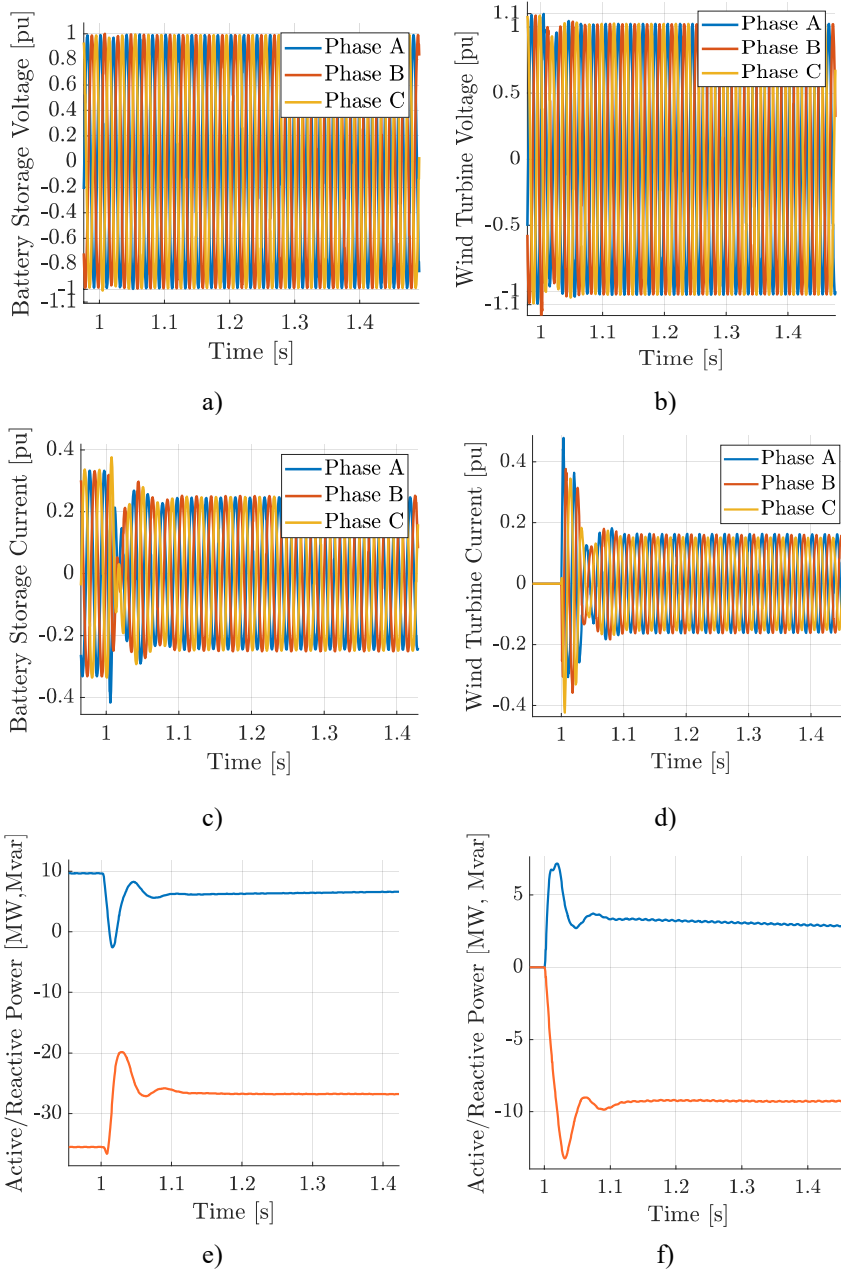 Battery Storage Voltage [pu]
1
0.8
0.6
0.4
0.2
0
-0.2
-0.4
-0.6
-0.8
-1
-1.1
Phase A
Phase B
Phase C
1
1.1
1.2
1.3
1.4
Time [s]
a)
Wind Turbine Voltage [pu]
1.1
1
0.5
0
-0.5
-1
-1.1
Phase A
Phase B
Phase C
1
1.1
1.2
1.3
1.4
Time [s]
b)
Battery Storage Current [pu]
0.4
0.2
0
-0.2
-0.4
Phase A
Phase B
Phase C
1
1.1
1.2
1.3
1.4
Time [s]
c)
Wind Turbine Current [pu]
0.4
0.2
0
-0.2
-0.4
Phase A
Phase B
Phase C
1
1.1
1.2
1.3
1.4
Time [s]
d)
Active/Reactive Power [MW,Mvar]
10
0
-10
-20
-30
1
1.1
1.2
1.3
1.4
Time [s]
e)
Active/Reactive Power [MW, Mvar]
5
0
-5
-10
1
1.1
1.2
1.3
1.4
Time [s]
f)